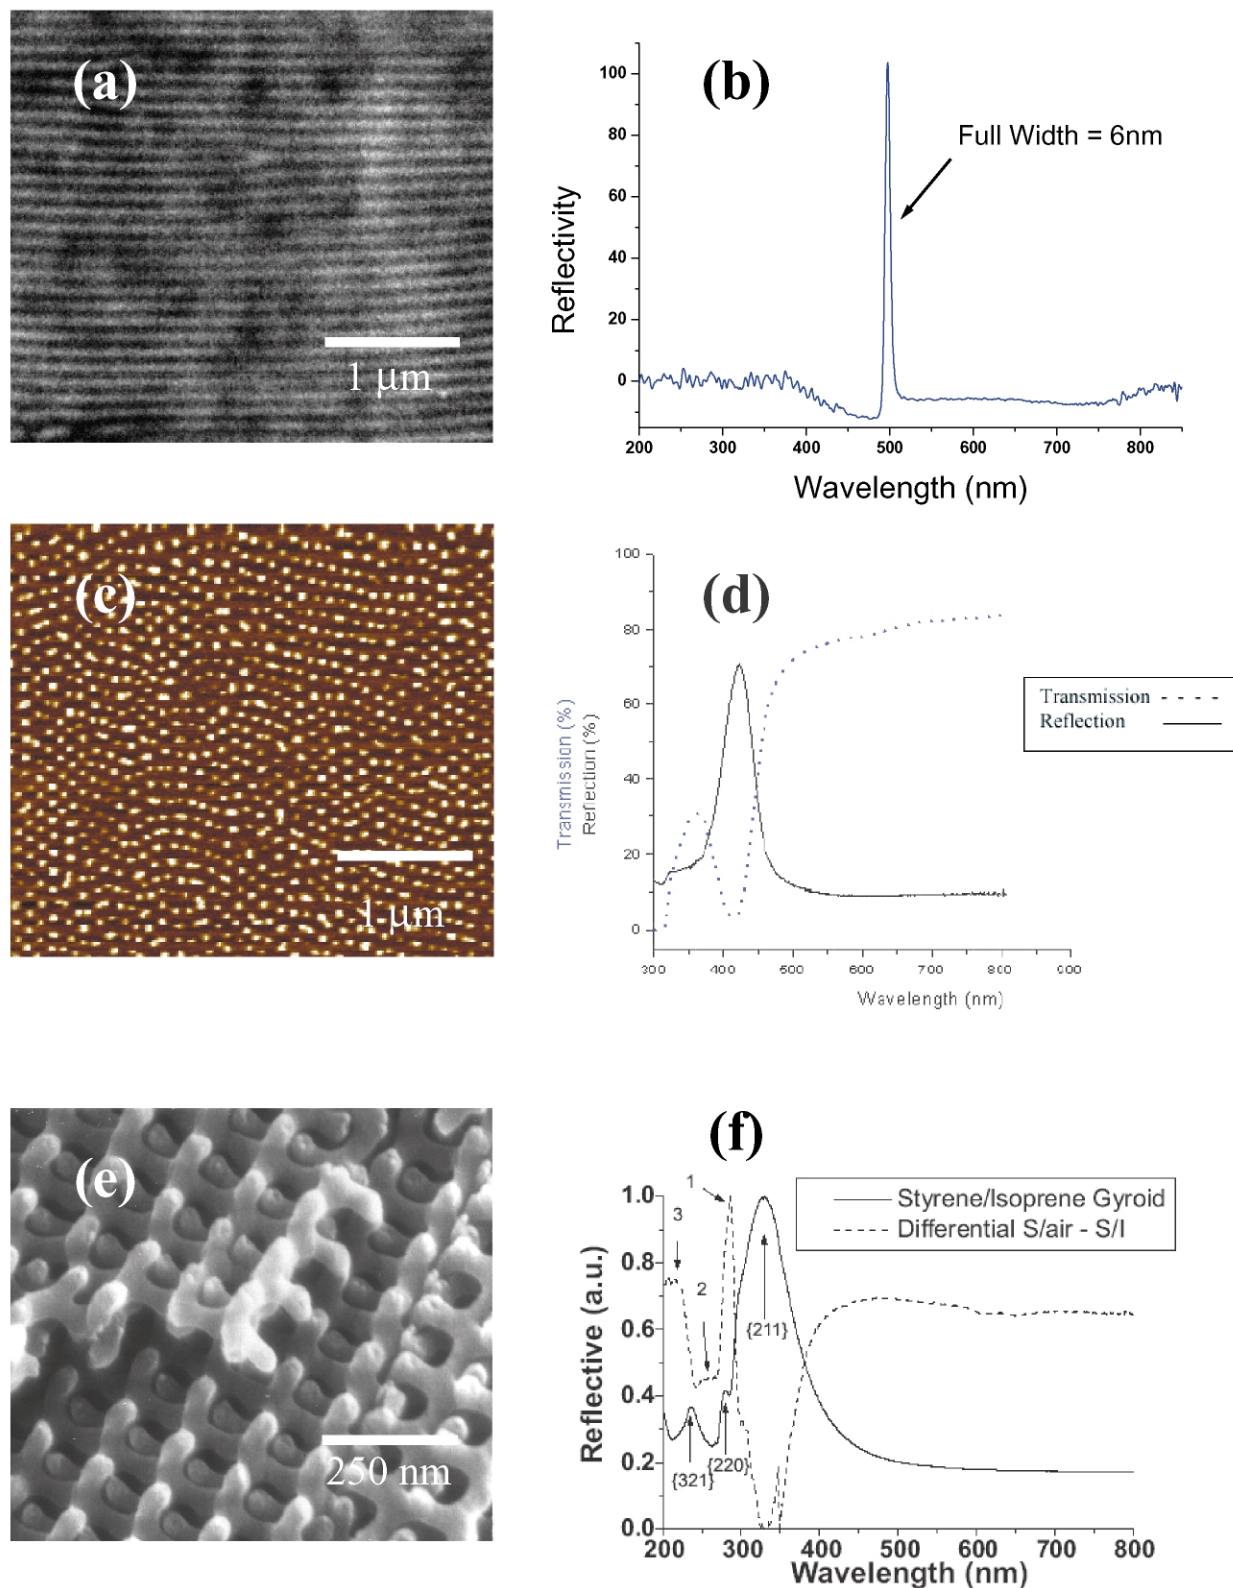 (a)
1 μm
(b)
100
80
60
40
20
0
Reflectivity
Full Width = 6nm
200 300 400 500 600 700 800
Wavelength (nm)
(c)
1 μm
(d)
100
80
60
40
20
0
Transmission (%)
Reflection (%)
Transmission
Reflection
300 400 500 600 700 800 900
Wavelength (nm)
(e)
250 nm
(f)
1.0
0.8
0.6
0.4
0.2
0.0
Reflective (a.u.)
Styrene/Isoprene Gyroid
Differential S/air - S/I
1
3
2
{211}
{321}
{220}
200 300 400 500 600 700 800
Wavelength (nm)